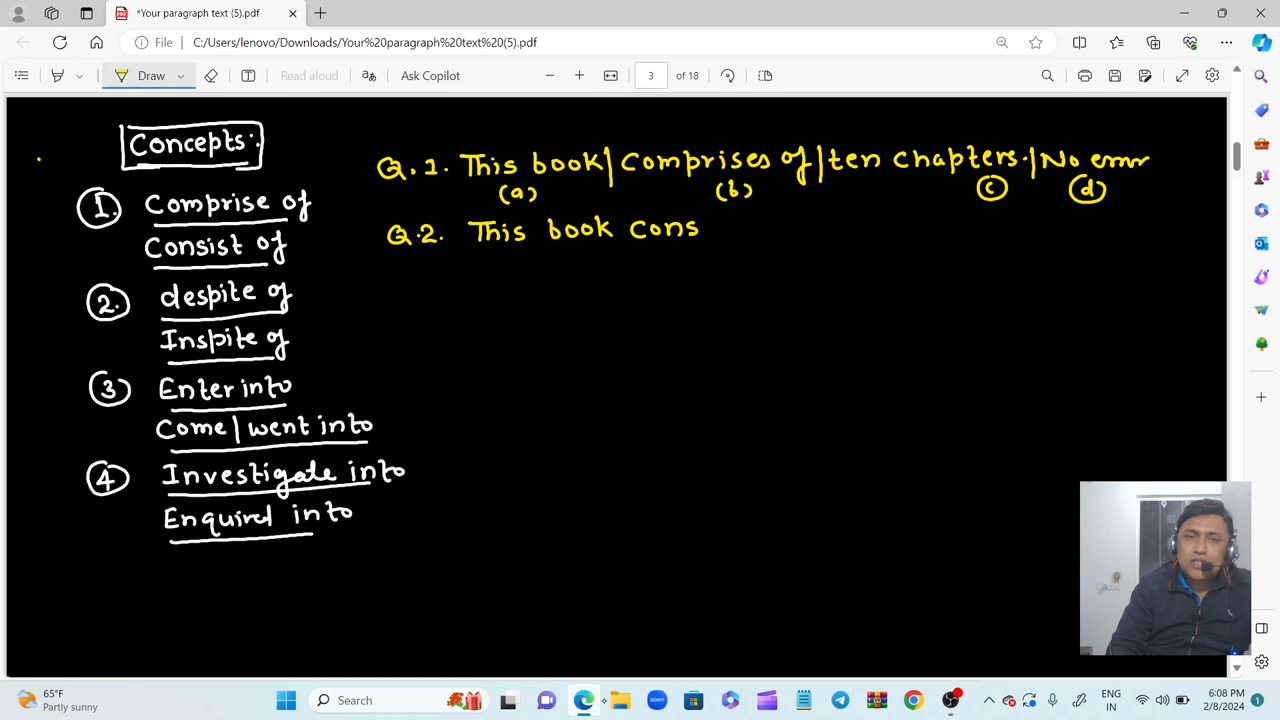 *Your paragraph text (5).pdf
File C:/Users/lenovo/Downloads/Your%20paragraph%20text%20(5).pdf
Draw Read aloud Ask Copilot 3 of 18
Concepts:
Q.1. This book| Comprises of| ten chapters.| No error
(a) (b) (c) (d)
1. Comprise of
Q.2. This book Cons
Consist of
2. despite of
Inspite of
3 Enter into
Come| went into
4 Investigate into
Enquired into
65°F
Partly sunny
Search
zoom
ENG
IN
6:08 PM
2/8/2024